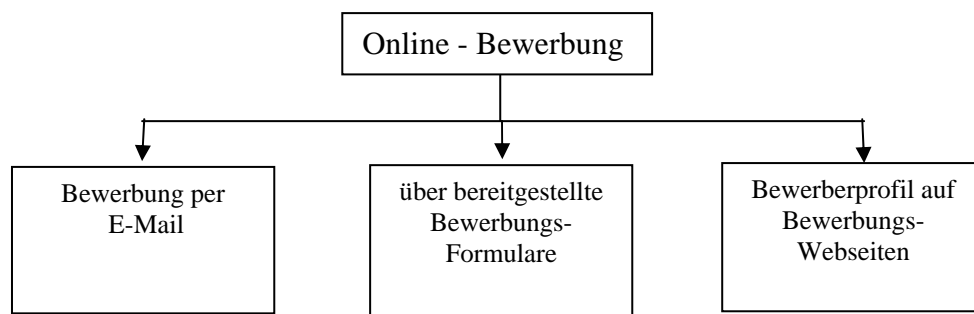 Online - Bewerbung
Bewerbung per
E-Mail
über bereitgestellte
Bewerbungs-
Formulare
Bewerberprofil auf
Bewerbungs-
Webseiten